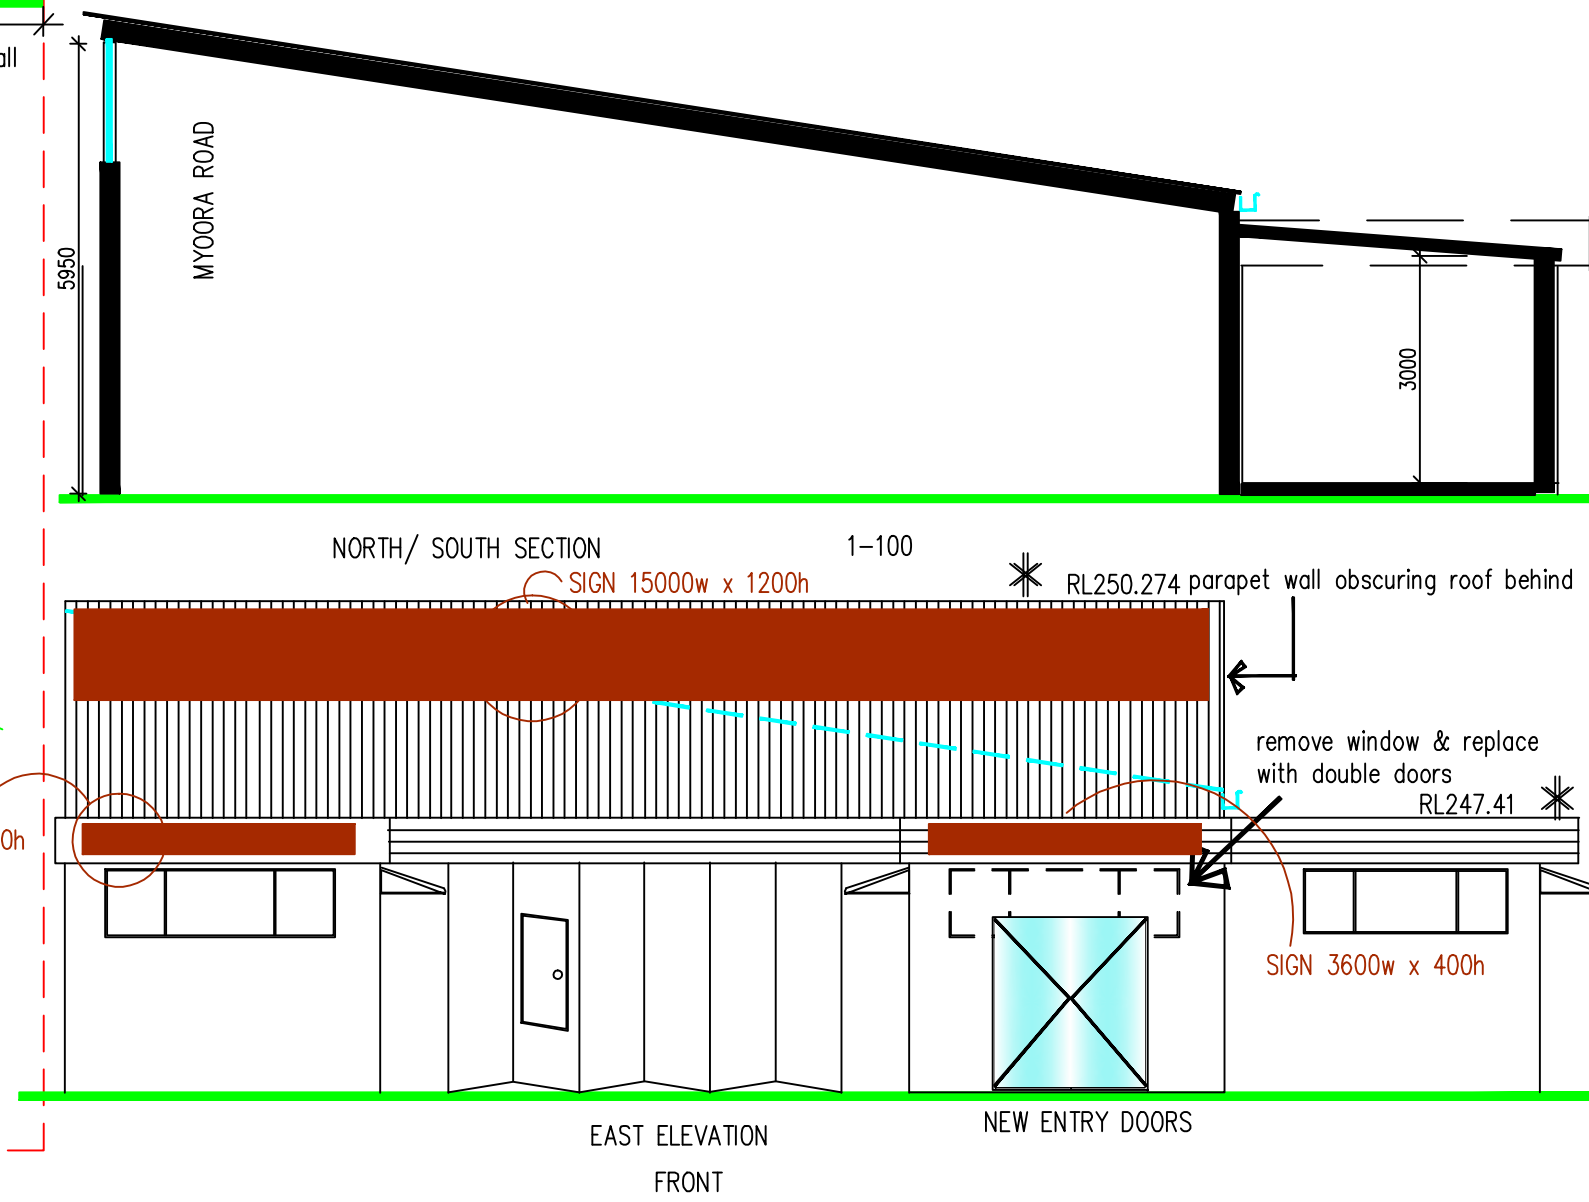 all
MYOORA ROAD
5950
3000
NORTH/ SOUTH SECTION
1-100
SIGN 15000w x 1200h
RL250.274 parapet wall obscuring roof behind
remove window & replace
with double doors
RL247.41
0h
SIGN 3600w x 400h
NEW ENTRY DOORS
EAST ELEVATION
FRONT